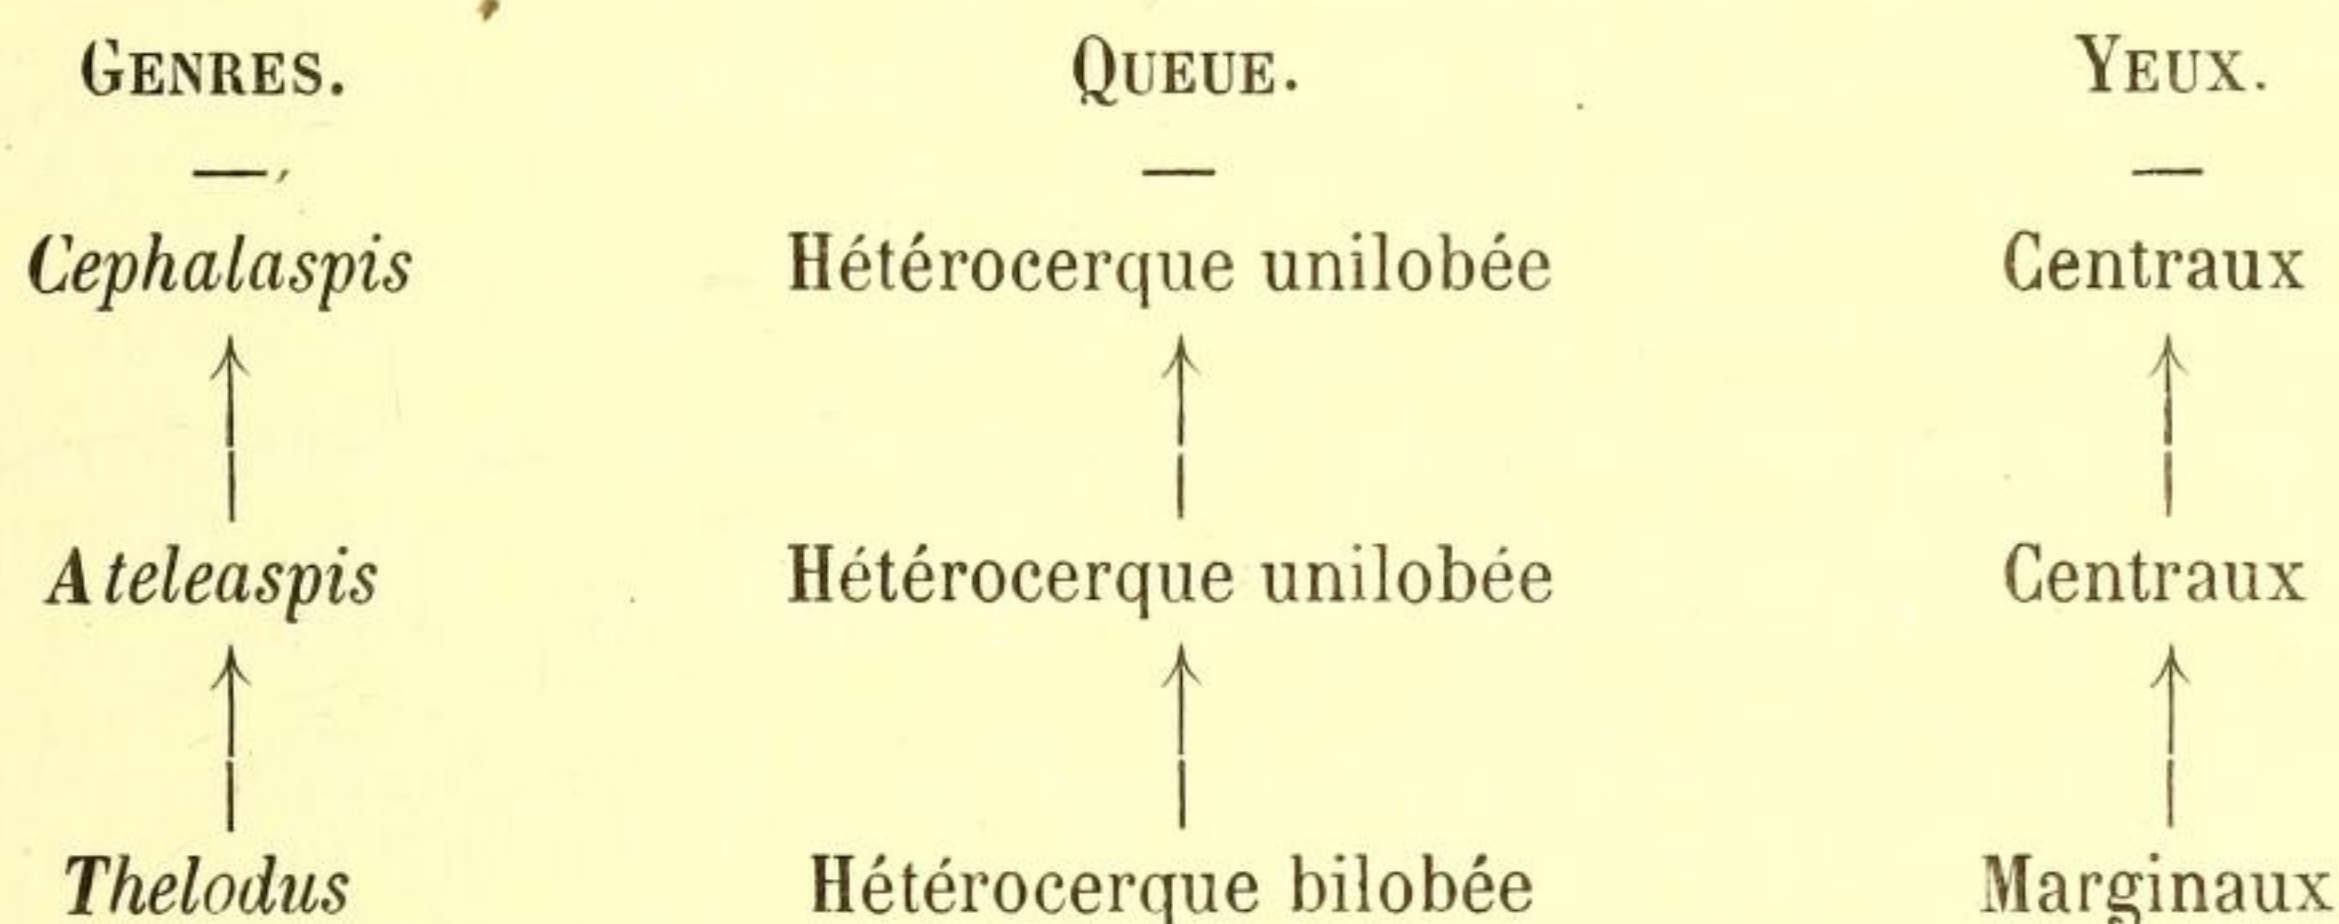 GENRES. QUEUE. YEUX.
Cephalaspis Hétérocerque unilobée Centraux
Ateleaspis Hétérocerque unilobée Centraux
Thelodus Hétérocerque bilobée Marginaux